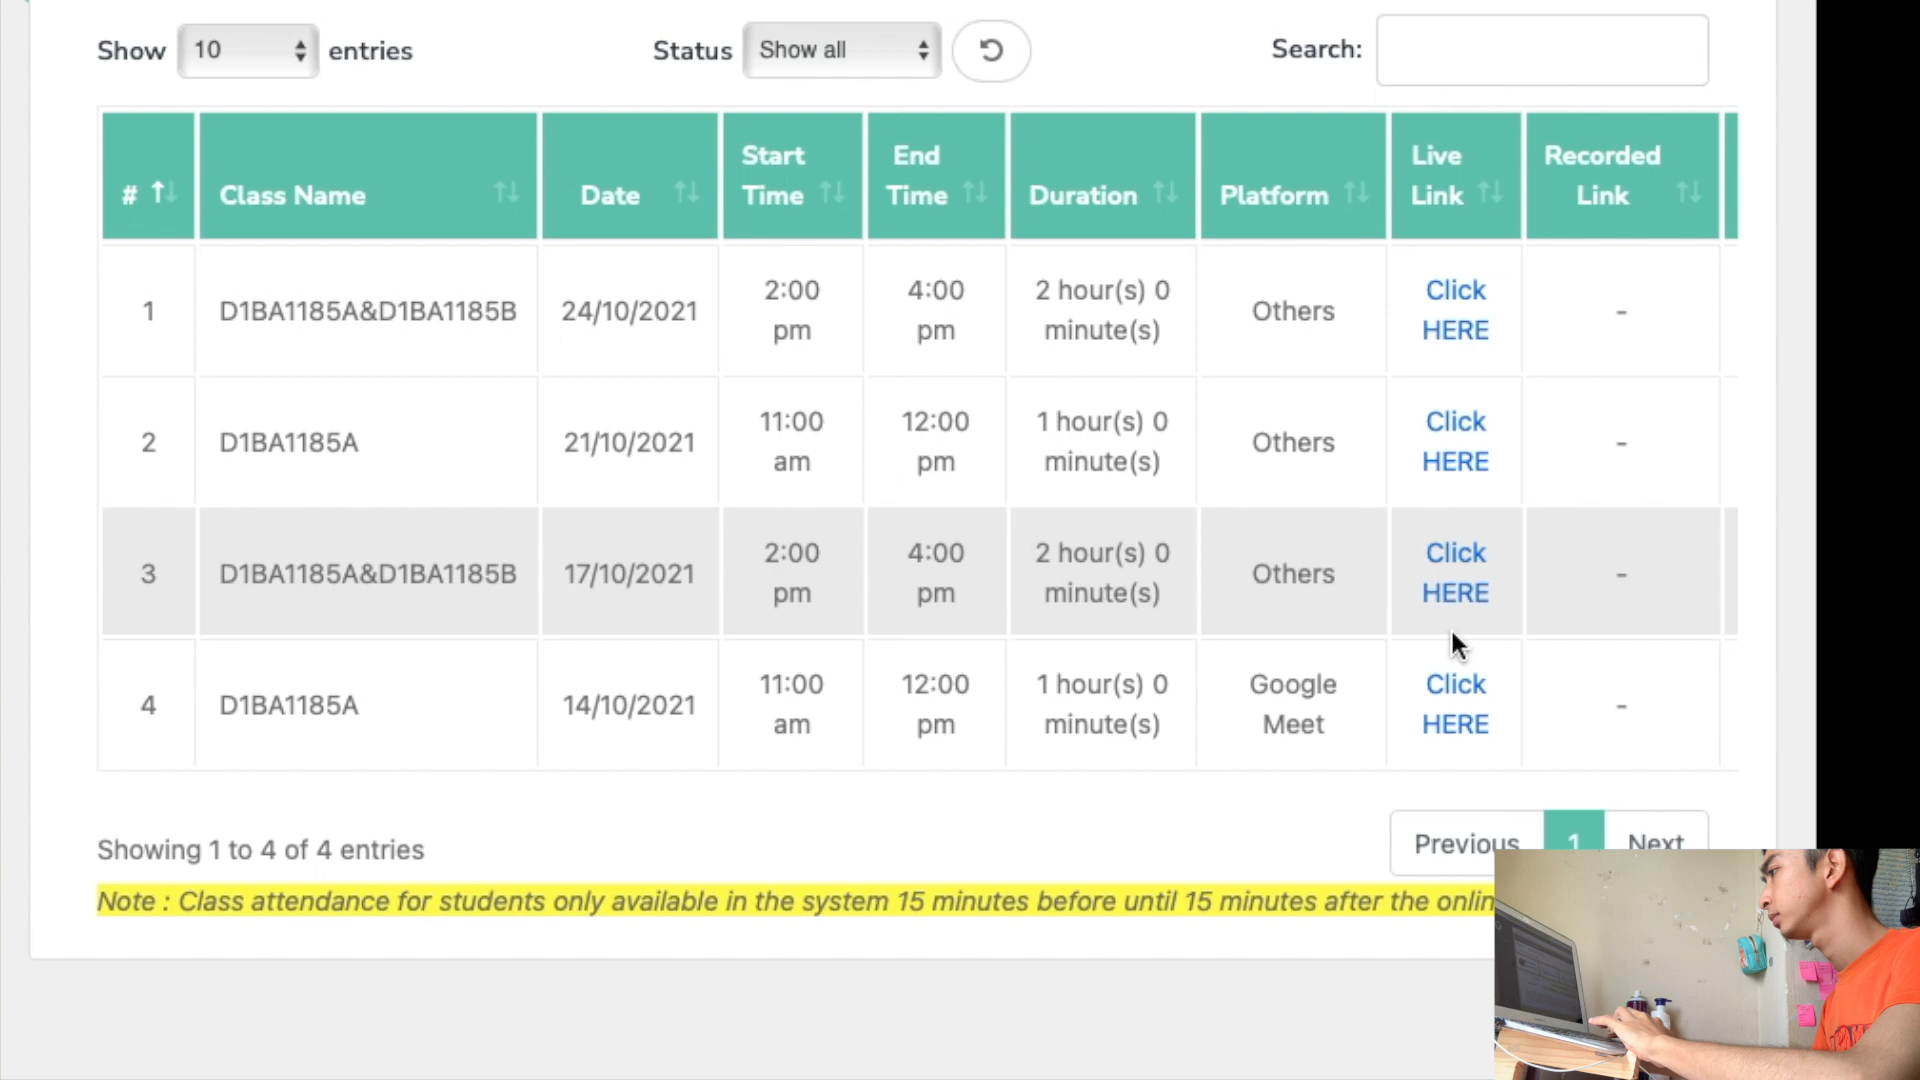 Show 10 entries Status Show all Search:
# Class Name Date Start Time End Time Duration Platform Live Link Recorded Link
1 D1BA1185A&D1BA1185B 24/10/2021 2:00 pm 4:00 pm 2 hour(s) 0 minute(s) Others Click HERE -
2 D1BA1185A 21/10/2021 11:00 am 12:00 pm 1 hour(s) 0 minute(s) Others Click HERE -
3 D1BA1185A&D1BA1185B 17/10/2021 2:00 pm 4:00 pm 2 hour(s) 0 minute(s) Others Click HERE -
4 D1BA1185A 14/10/2021 11:00 am 12:00 pm 1 hour(s) 0 minute(s) Google Meet Click HERE -
Showing 1 to 4 of 4 entries Previous 1 Next
Note : Class attendance for students only available in the system 15 minutes before until 15 minutes after the onlin